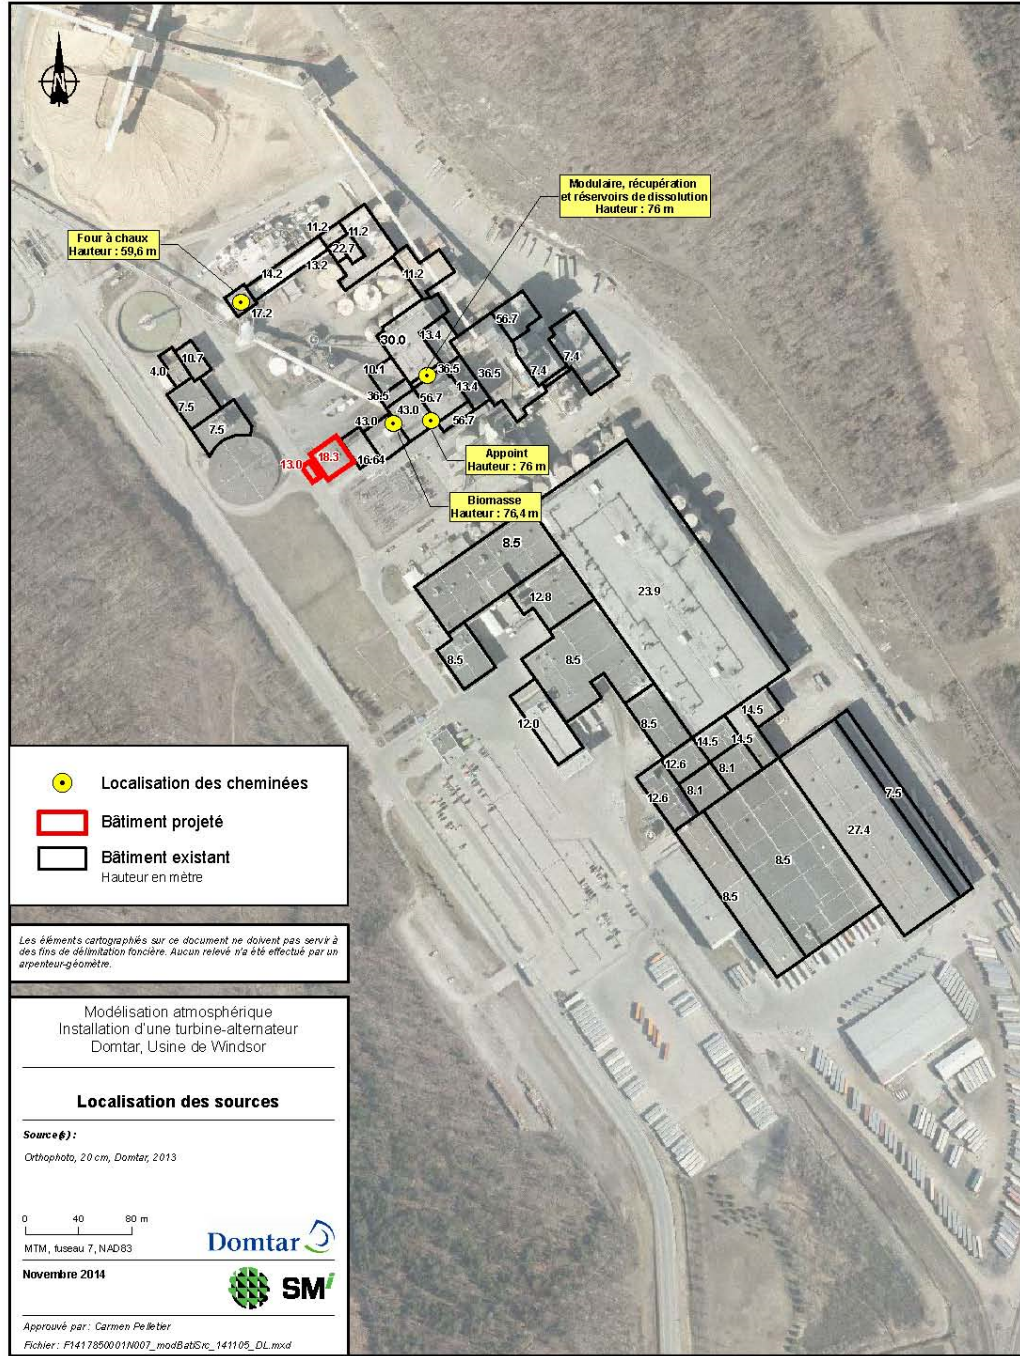 N
Modulaire, récupération
et réservoirs de dissolution
Hauteur : 76 m
Four à chaux
Hauteur : 59,6 m
11.2
11.2
22.7
14.2
13.2
11.2
17.2
56.7
30.0
13.4
10.7
4.0
10.1
36.5
36.5
7.4
7.4
13.4
36.5
56.7
7.5
43.0
43.0
56.7
7.5
13.0
18.3
16.64
Appoint
Hauteur : 76 m
Biomasse
Hauteur : 76,4 m
8.5
12.8
23.9
8.5
8.5
12.0
8.5
14.5
14.5
14.5
12.6
8.1
12.6
8.1
7.5
27.4
8.5
8.5
Localisation des cheminées
Bâtiment projeté
Bâtiment existant
Hauteur en mètre
Les éléments cartographiés sur ce document ne doivent pas servir à
des fins de délimitation foncière. Aucun relevé n'a été effectué par un
arpenteur-géomètre.
Modélisation atmosphérique
Installation d'une turbine-alternateur
Domtar, Usine de Windsor
Localisation des sources
Source(s) :
Orthophoto, 20 cm, Domtar, 2013
0 40 80 m
MTM, fuseau 7, NAD83
Domtar
Novembre 2014
SMi
Approuvé par : Carmen Pelletier
Fichier : F1417850001N007_modBatiSrc_141105_DL.mxd